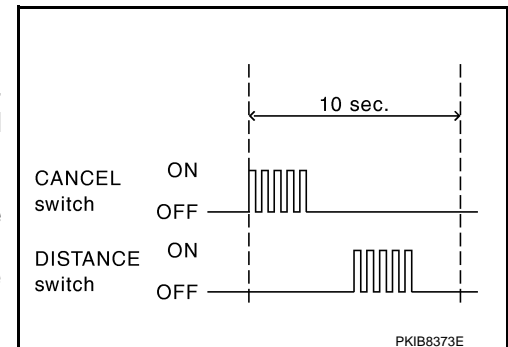 10 sec.
CANCEL
switch
ON
OFF
DISTANCE
switch
ON
OFF
PKIB8373E